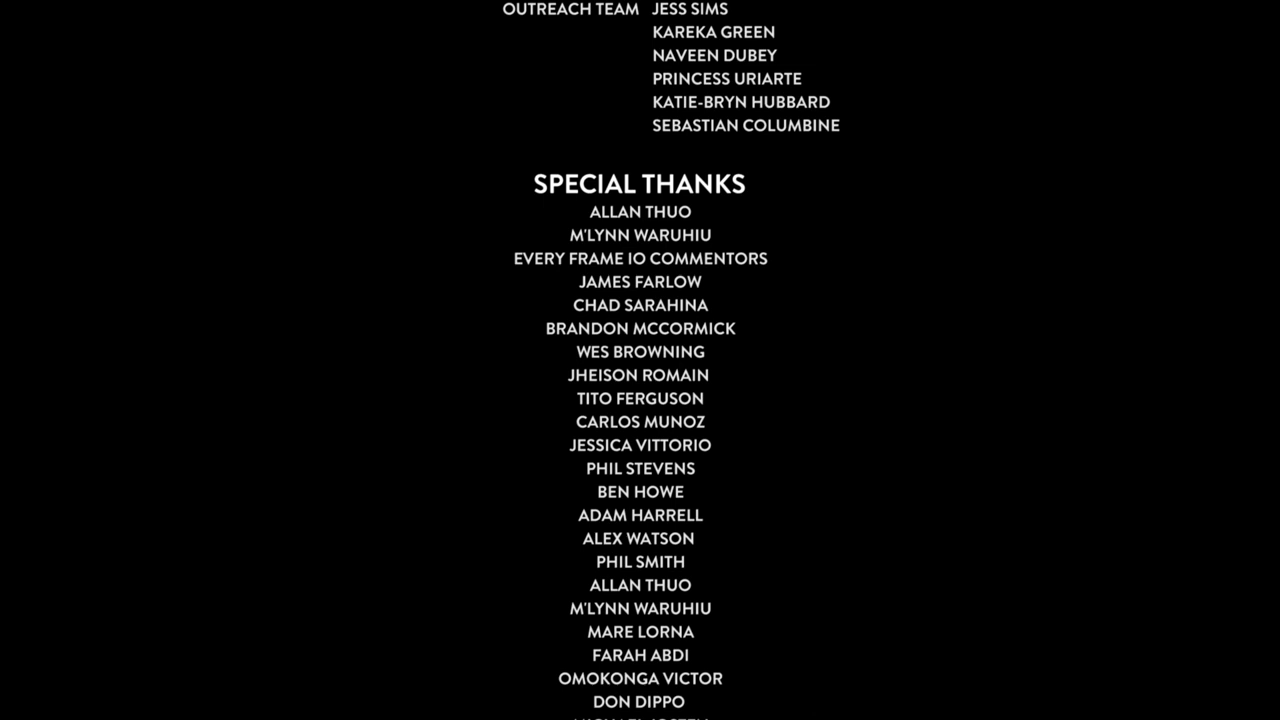 OUTREACH TEAM JESS SIMS
KAREKA GREEN
NAVEEN DUBEY
PRINCESS URIARTE
KATIE-BRYN HUBBARD
SEBASTIAN COLUMBINE
SPECIAL THANKS
ALLAN THUO
M'LYNN WARUHIU
EVERY FRAME IO COMMENTORS
JAMES FARLOW
CHAD SARAHINA
BRANDON MCCORMICK
WES BROWNING
JHEISON ROMAIN
TITO FERGUSON
CARLOS MUNOZ
JESSICA VITTORIO
PHIL STEVENS
BEN HOWE
ADAM HARRELL
ALEX WATSON
PHIL SMITH
ALLAN THUO
M'LYNN WARUHIU
MARE LORNA
FARAH ABDI
OMOKONGA VICTOR
DON DIPPO